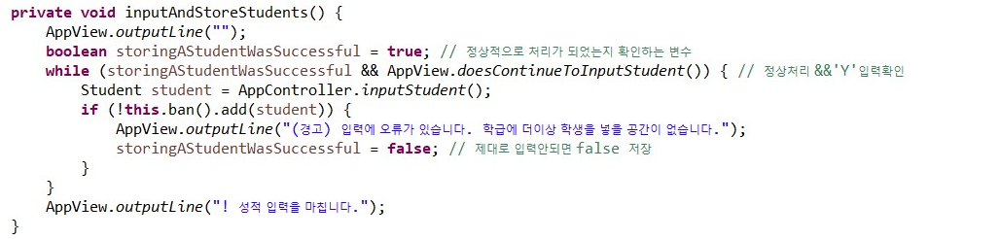 private void inputAndStoreStudents() {
    AppView.outputLine("");
    boolean storingAStudentWasSuccessful = true; // 정상적으로 처리가 되었는지 확인하는 변수
    while (storingAStudentWasSuccessful && AppView.doesContinueToInputStudent()) { // 정상처리 &&'Y'입력확인
        Student student = AppController.inputStudent();
        if (!this.ban().add(student)) {
            AppView.outputLine("(경고) 입력에 오류가 있습니다. 학급에 더이상 학생을 넣을 공간이 없습니다.");
            storingAStudentWasSuccessful = false; // 제대로 입력안되면 false 저장
        }
    }
    AppView.outputLine("! 성적 입력을 마칩니다.");
}